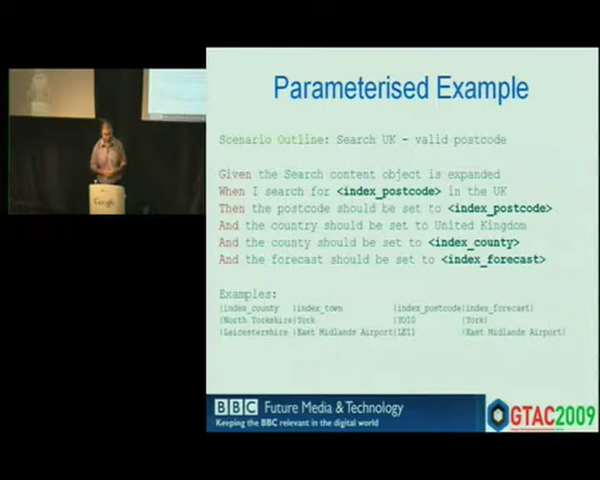 Parameterised Example
Scenario Outline: Search UK - valid postcode
Given the Search content object is expanded
When I search for <index_postcode> in the UK
Then the postcode should be set to <index_postcode>
And the country should be set to United Kingdom
And the county should be set to <index_county>
And the forecast should be set to <index_forecast>
Examples:
|index_county |index_town |index_postcode|index_forecast|
|North Yorkshire|York |YO10 |York|
|Leicestershire |East Midlands Airport|LE11 |East Midlands Airport|
BBC Future Media & Technology
Keeping the BBC relevant in the digital world
GTAC2009
Google